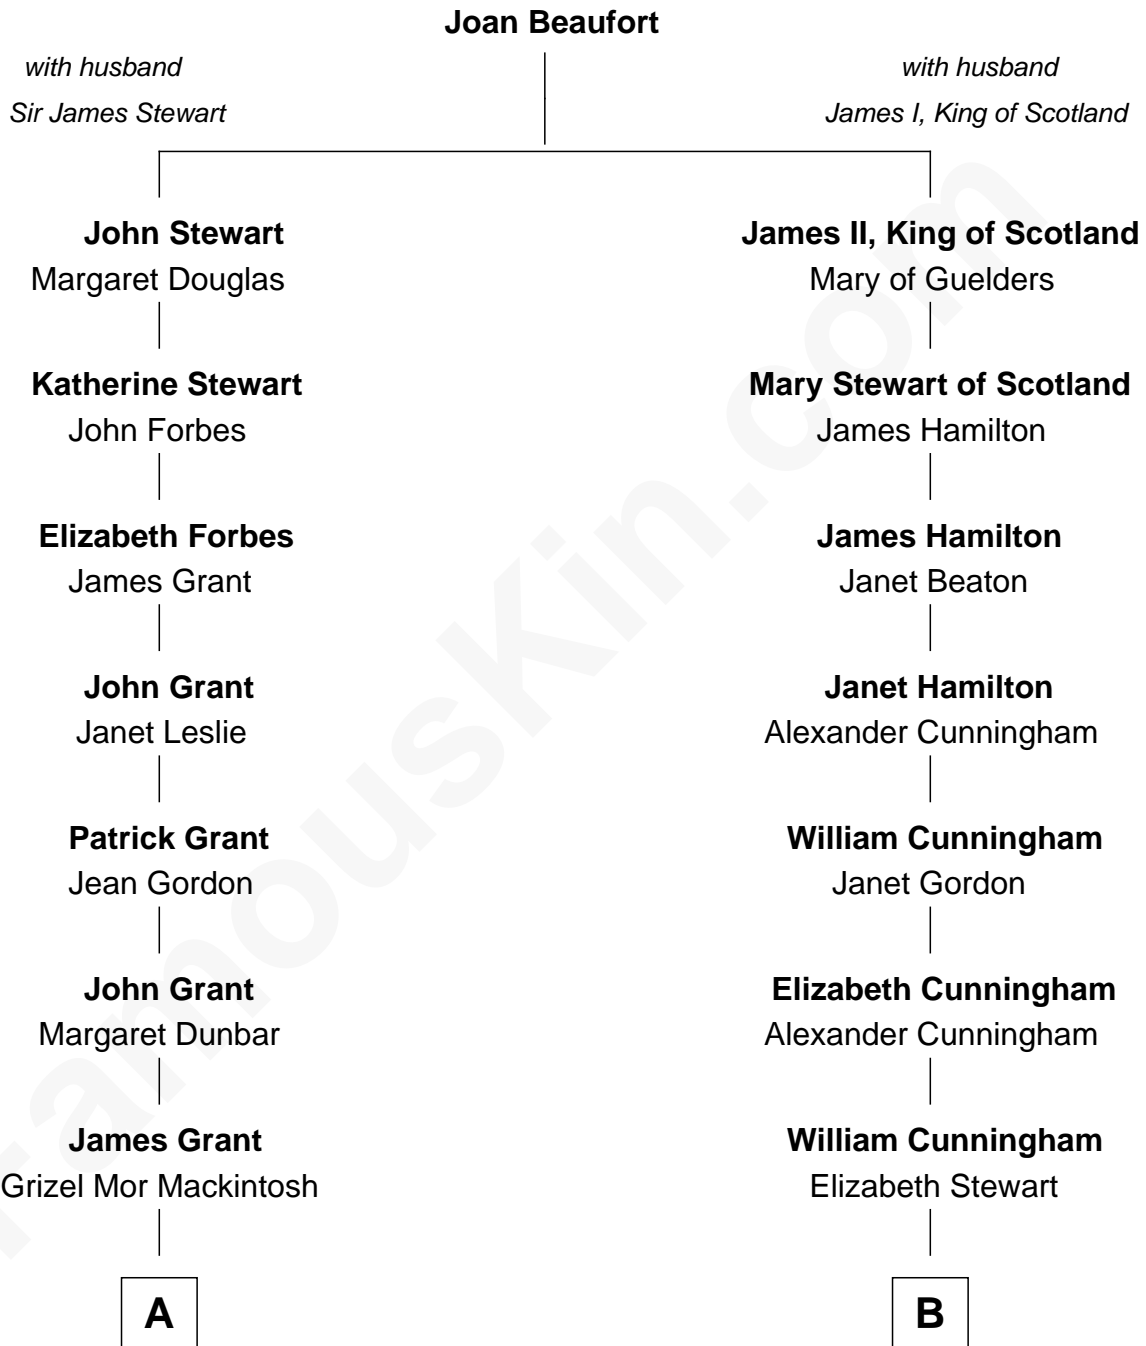 Joan Beaufort
with husband
Sir James Stewart
with husband
James I, King of Scotland
John Stewart
Margaret Douglas
James II, King of Scotland
Mary of Guelders
Katherine Stewart
John Forbes
Mary Stewart of Scotland
James Hamilton
Elizabeth Forbes
James Grant
James Hamilton
Janet Beaton
John Grant
Janet Leslie
Janet Hamilton
Alexander Cunningham
Patrick Grant
Jean Gordon
William Cunningham
Janet Gordon
John Grant
Margaret Dunbar
Elizabeth Cunningham
Alexander Cunningham
James Grant
Grizel Mor Mackintosh
William Cunningham
Elizabeth Stewart
A
B
FamousKin.com